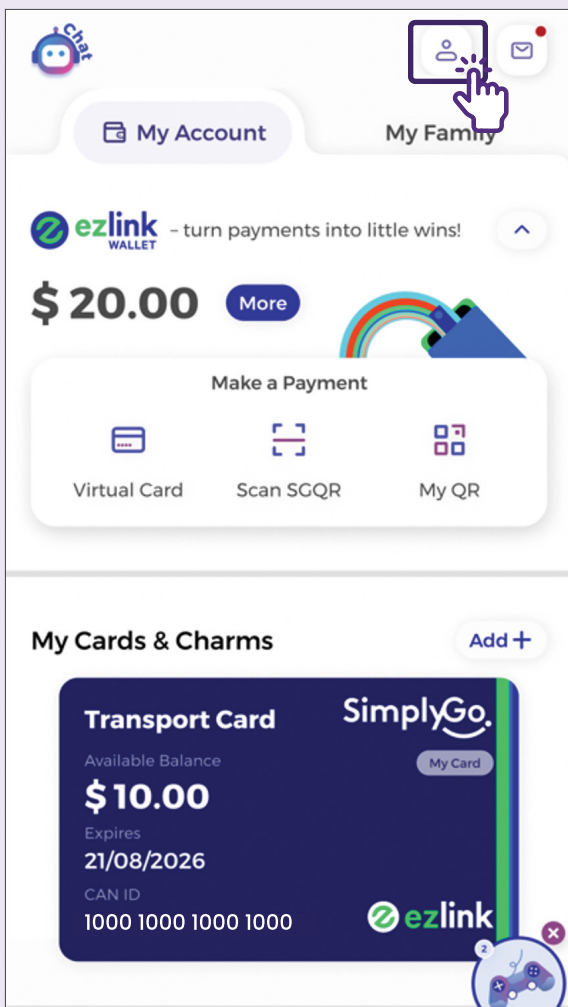 Chat
My Account
My Family
ezlink
WALLET
– turn payments into little wins!
$ 20.00
More
Make a Payment
Virtual Card
Scan SGQR
My QR
My Cards & Charms
Add +
Transport Card
SimplyGo.
Available Balance
My Card
$ 10.00
Expires
21/08/2026
CAN ID
1000 1000 1000 1000
ezlink
2